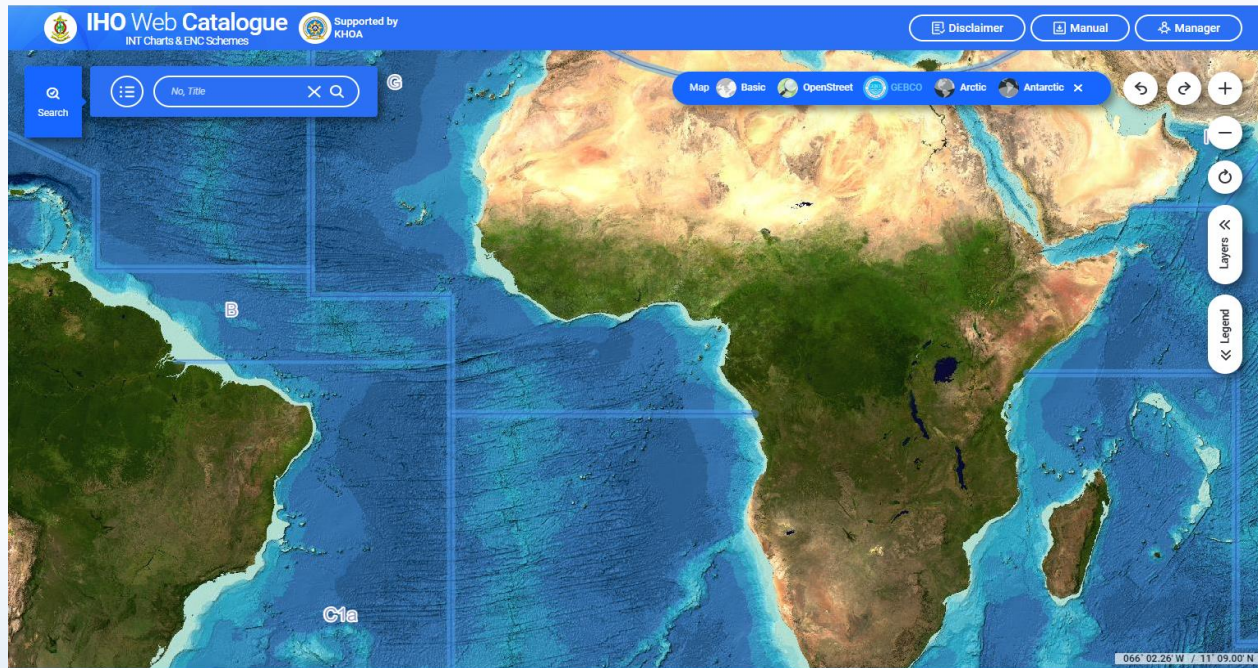 IHO Web Catalogue
INT Charts & ENC Schemes
Supported by
KHOA
Disclaimer
Manual
Manager
Search
No, Title
G
Map Basic OpenStreet GEBCO Arctic Antarctic
Layers
Legend
B
C1a
066° 02.26' W / 11° 09.00' N